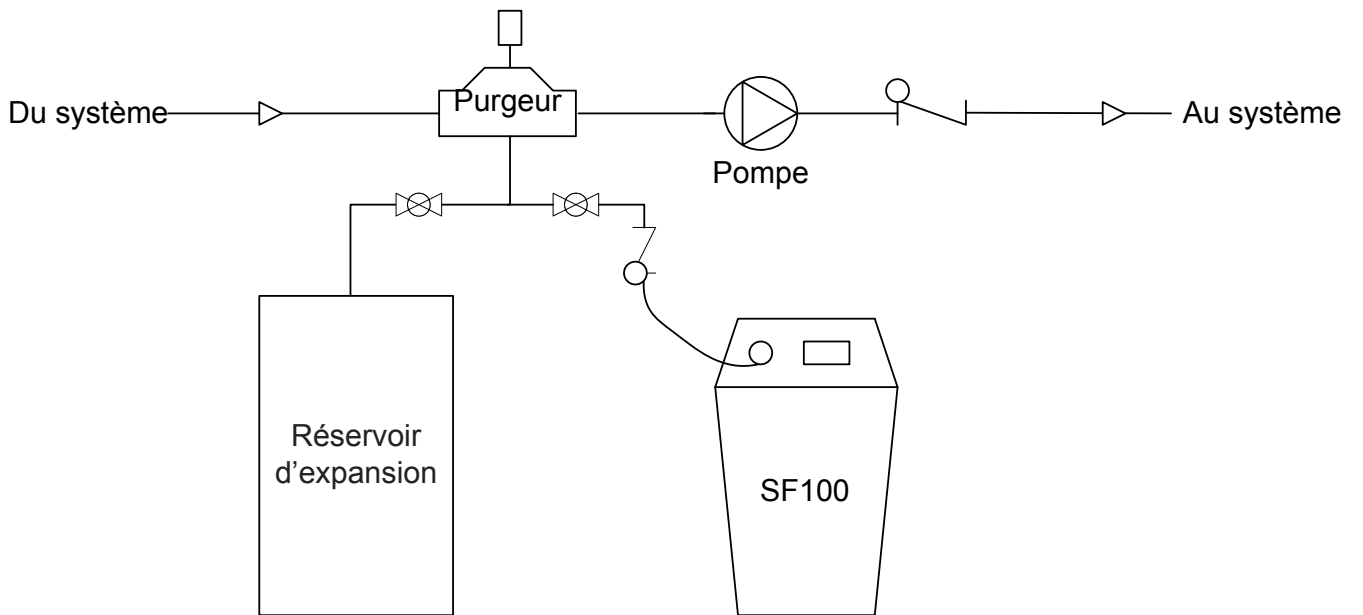 Purgeur
Du système
Au système
Pompe
Réservoir
d’expansion
SF100